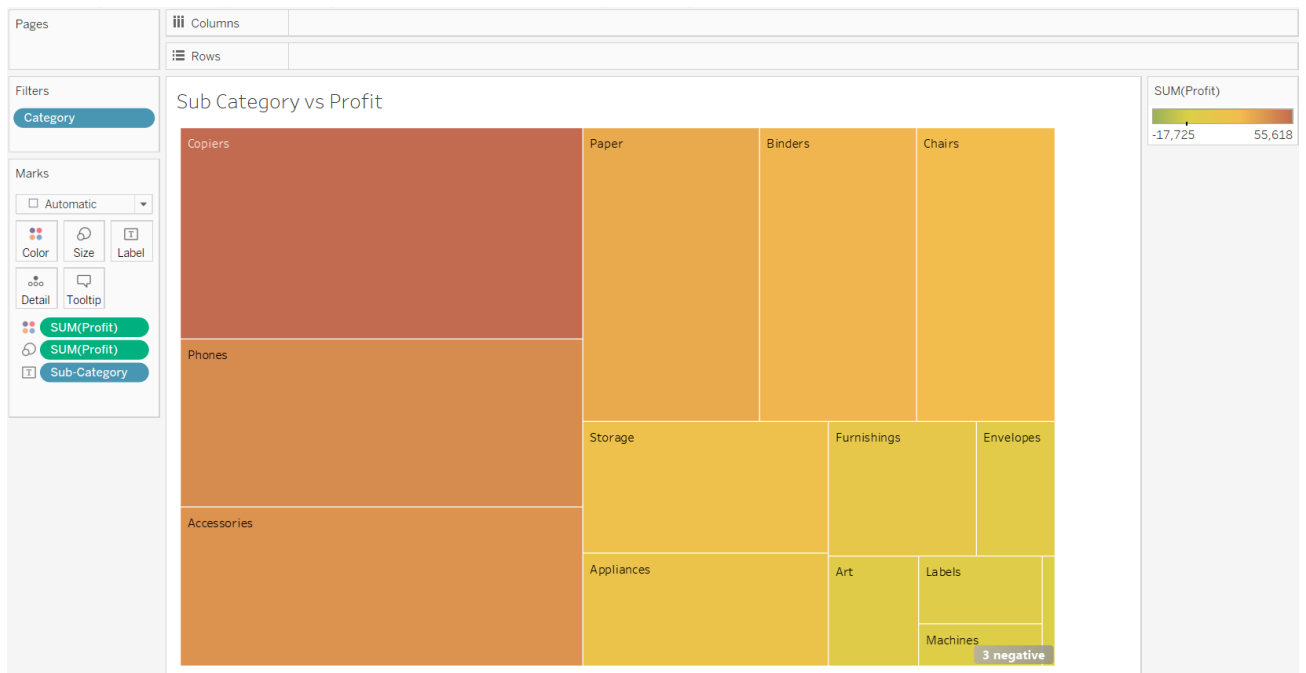 Pages
Columns
Rows
Filters
Category
Marks
Automatic
Color
Size
Label
Detail
Tooltip
SUM(Profit)
SUM(Profit)
Sub-Category
Sub Category vs Profit
Copiers
Phones
Accessories
Paper
Binders
Chairs
Storage
Furnishings
Envelopes
Appliances
Art
Labels
Machines
3 negative
SUM(Profit)
-17,725 55,618